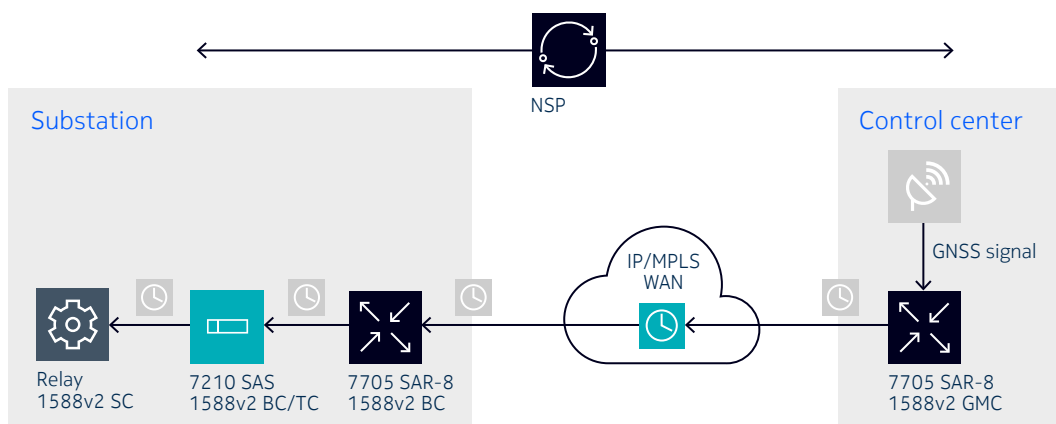 NSP
Substation
Control center
GNSS signal
IP/MPLS
WAN
Relay
1588v2 SC
7210 SAS
1588v2 BC/TC
7705 SAR-8
1588v2 BC
7705 SAR-8
1588v2 GMC